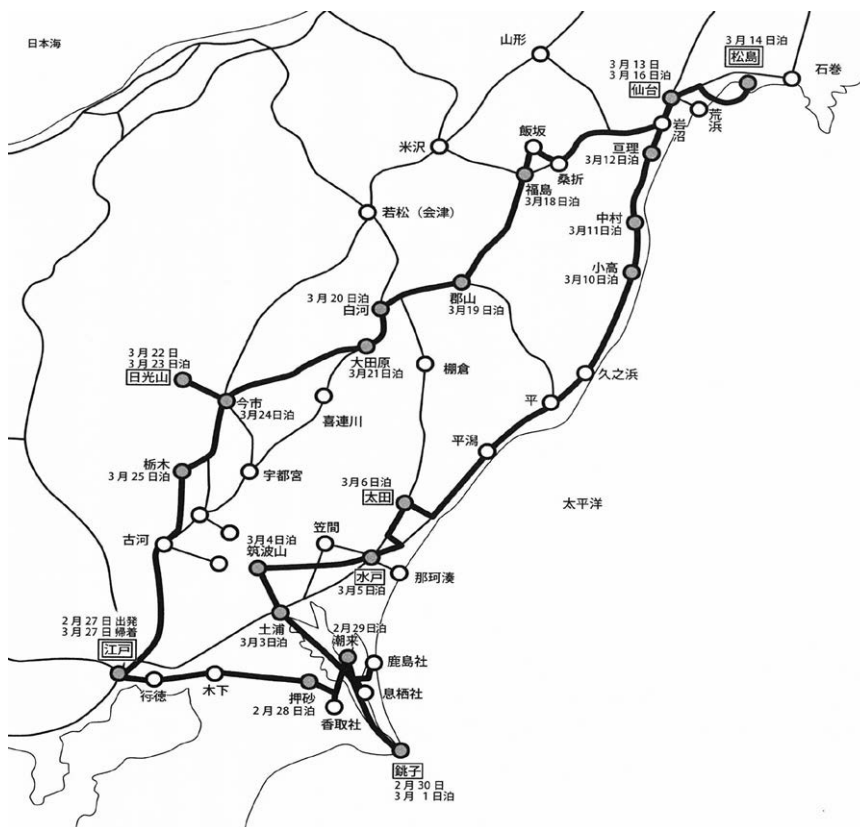 日本海
山形
3月14日泊
松島
石巻
3月13日
3月16泊
仙台
荒浜
岩沼
亘理
3月12日泊
飯坂
米沢
桑折
福島
3月18日泊
若松（会津）
中村
3月11日泊
小高
3月10日泊
3月20日泊
白河
郡山
3月19泊
3月22日
3月23泊
日光山
大田原
3月21日泊
棚倉
久之浜
今市
3月24日泊
喜連川
平
平潟
栃木
3月25日泊
宇都宮
3月6日泊
太田
太平洋
古河
3月4日泊
筑波山
笠間
水戸
3月5日泊
那珂湊
2月27日出発
3月27日帰着
江戸
土浦
3月3日泊
2月29日泊
潮来
鹿島社
行徳
木下
押砂
2月28日泊
息栖社
香取社
銚子
2月30日
3月1日泊